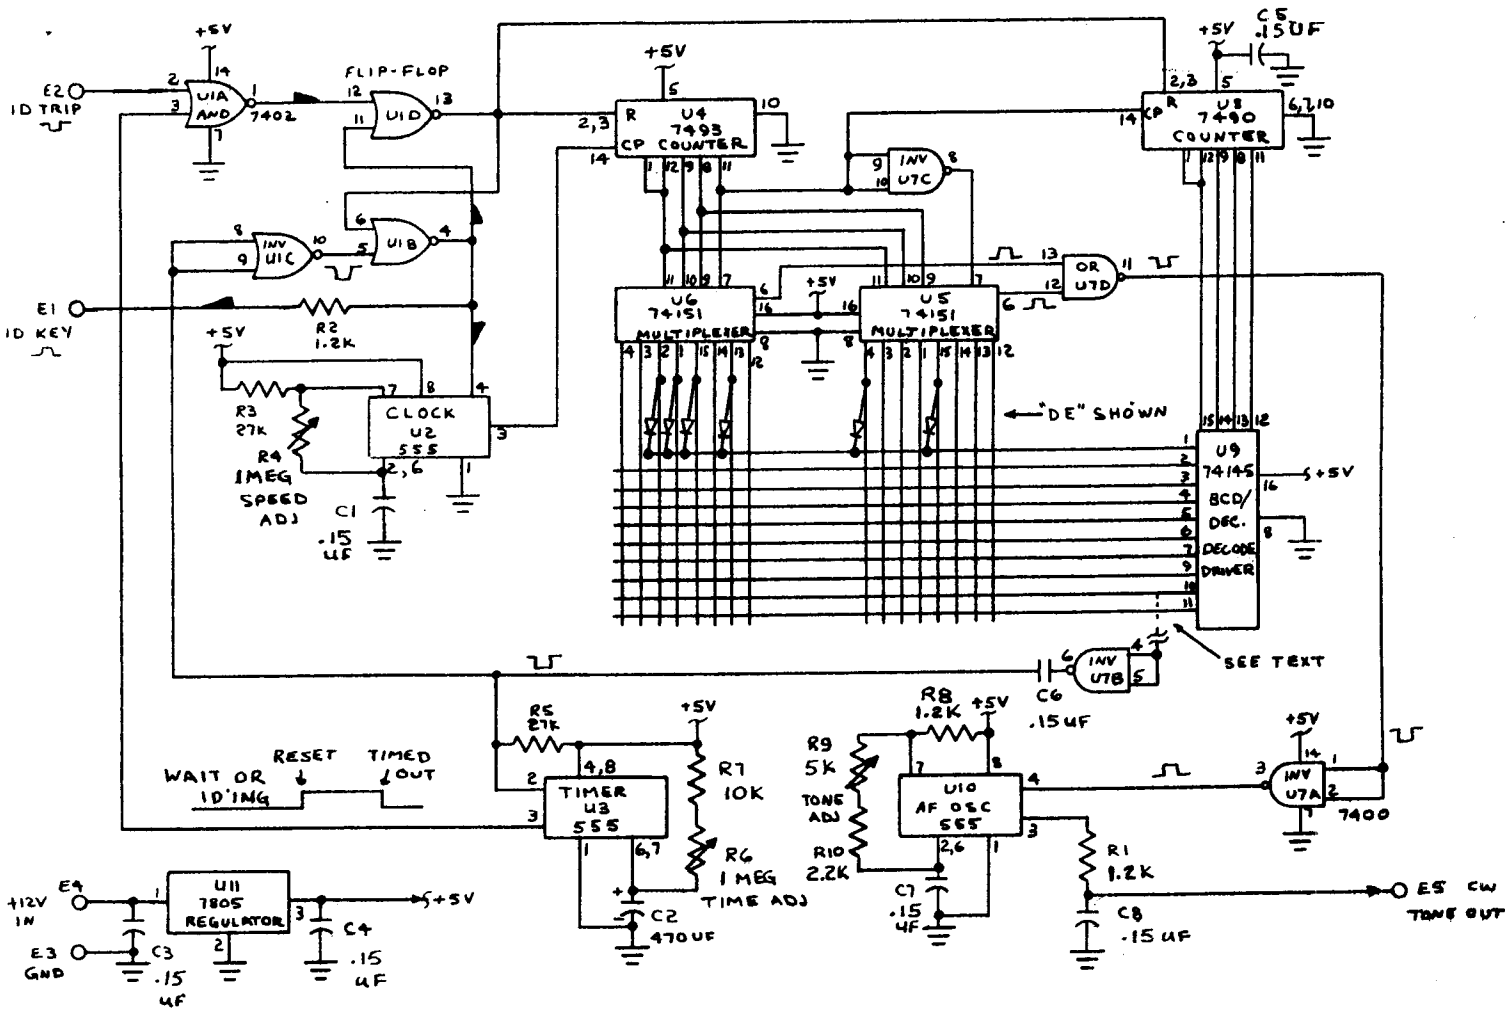 +5V
E2
ID TRIP
2
3
14
U1A
AND
1
7402
7
FLIP-FLOP
12
11
U1D
13
+5V
5
2,3
R
U4
7493
CP COUNTER
14
10
1 12 9 8 11
9
10
INV
U7C
8
+5V
C5
.15UF
2,3
5
R
U8
CP
7490
COUNTER
14
6,7,10
1 12 9 8 11
8
9
INV
U1C
10
6
5
U1B
4
E1
ID KEY
R2
1.2K
+5V
R3
27K
R4
1MEG
SPEED
ADJ
7 8 4
CLOCK
U2
555
3
2,6
1
C1
.15
UF
11 10 9 7
U6
74151
MULTIPLEXER
6
16
8
4 3 2 1 15 14 13 12
+5V
16
8
11 10 9 7
U5
74151
MULTIPLEXER
6
4 3 2 1 15 14 13 12
13
12
OR
U7D
11
"DE" SHOWN
15 14 13 12
1
2
3
4
5
6
7
9
10
11
U9
74145
BCD/
DEC.
DECODE
DRIVER
16
+5V
8
SEE TEXT
6
INV
U7B
4
5
C6
.15UF
R5
27K
+5V
R7
10K
R6
1 MEG
TIME ADJ
4,8
2
3
TIMER
U3
555
1
6,7
+
-
C2
470UF
WAIT OR
ID'ING
RESET
TIMED
OUT
R8
1.2K
+5V
R9
5K
TONE
ADJ
R10
2.2K
7
8
U10
AF OSC
555
4
3
2,6
1
C7
.15
UF
+5V
14
3
INV
U7A
1
2
7
7400
R1
1.2K
C8
.15UF
E5 CW
TONE OUT
E4
+12V
IN
E3
GND
1
U11
7805
REGULATOR
3
2
+5V
C3
.15
UF
C4
.15
UF